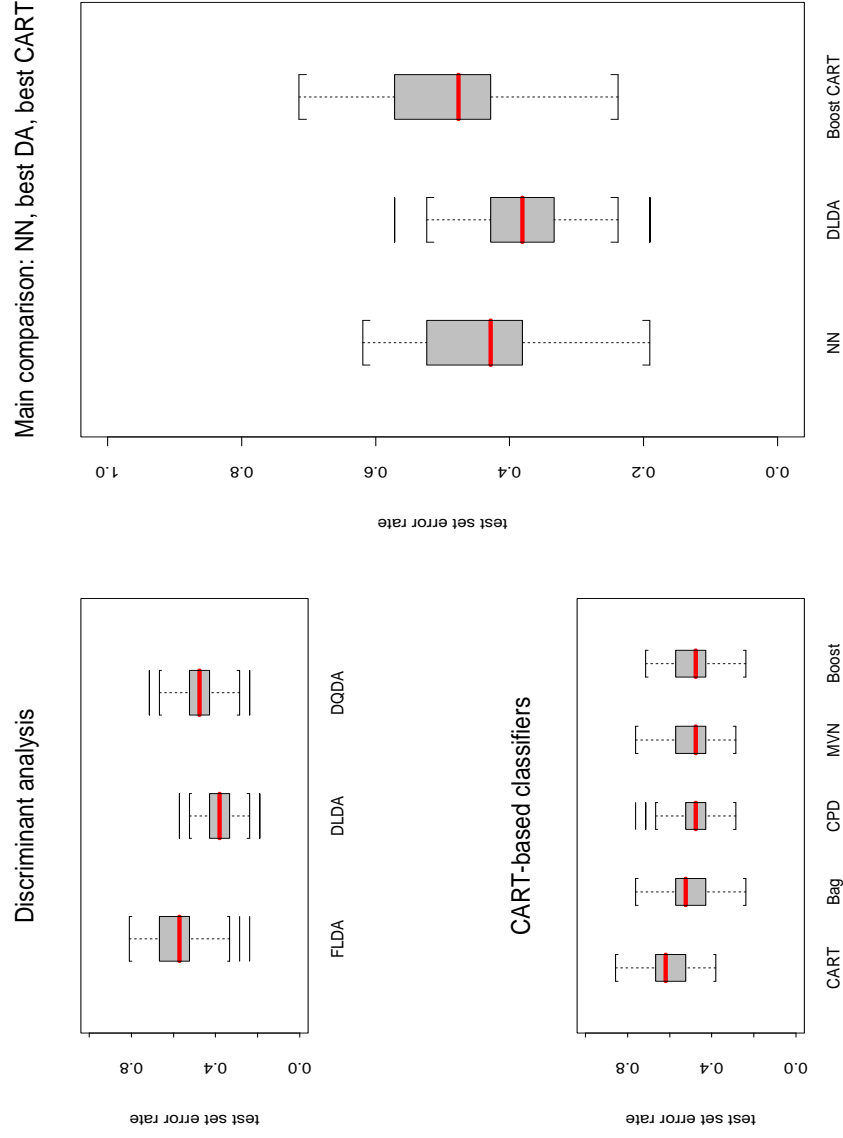 Main comparison: NN, best DA, best CART
test set error rate
1.0
0.8
0.6
0.4
0.2
0.0
NN
DLDA
Boost CART
Discriminant analysis
test set error rate
0.8
0.4
0.0
FLDA
DLDA
DQDA
CART-based classifiers
test set error rate
0.8
0.4
0.0
CART
Bag
CPD
MVN
Boost